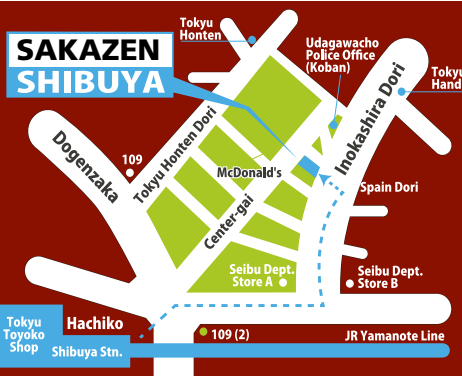 Tokyu
Honten
SAKAZEN
SHIBUYA
Udagawacho
Police Office
(Koban)
Tokyu
Hand
Inokashira Dori
Dogenzaka
109
Tokyu Honten Dori
McDonald's
Center-gai
Spain Dori
Seibu Dept.
Store A
Seibu Dept.
Store B
Tokyu
Toyoko
Shop
Hachiko
Shibuya Stn.
109 (2)
JR Yamanote Line